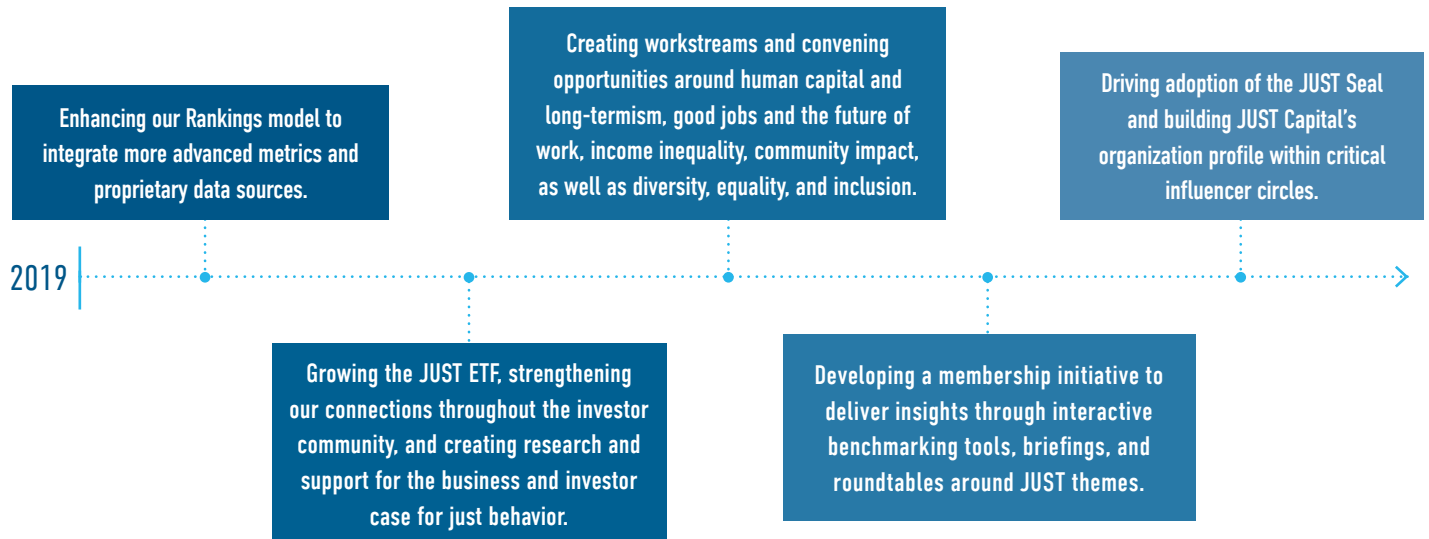 Enhancing our Rankings model to
integrate more advanced metrics and
proprietary data sources.
Creating workstreams and convening
opportunities around human capital and
long-termism, good jobs and the future of
work, income inequality, community impact,
as well as diversity, equality, and inclusion.
Driving adoption of the JUST Seal
and building JUST Capital's
organization profile within critical
influencer circles.
2019
Growing the JUST ETF, strengthening
our connections throughout the investor
community, and creating research and
support for the business and investor
case for just behavior.
Developing a membership initiative to
deliver insights through interactive
benchmarking tools, briefings, and
roundtables around JUST themes.